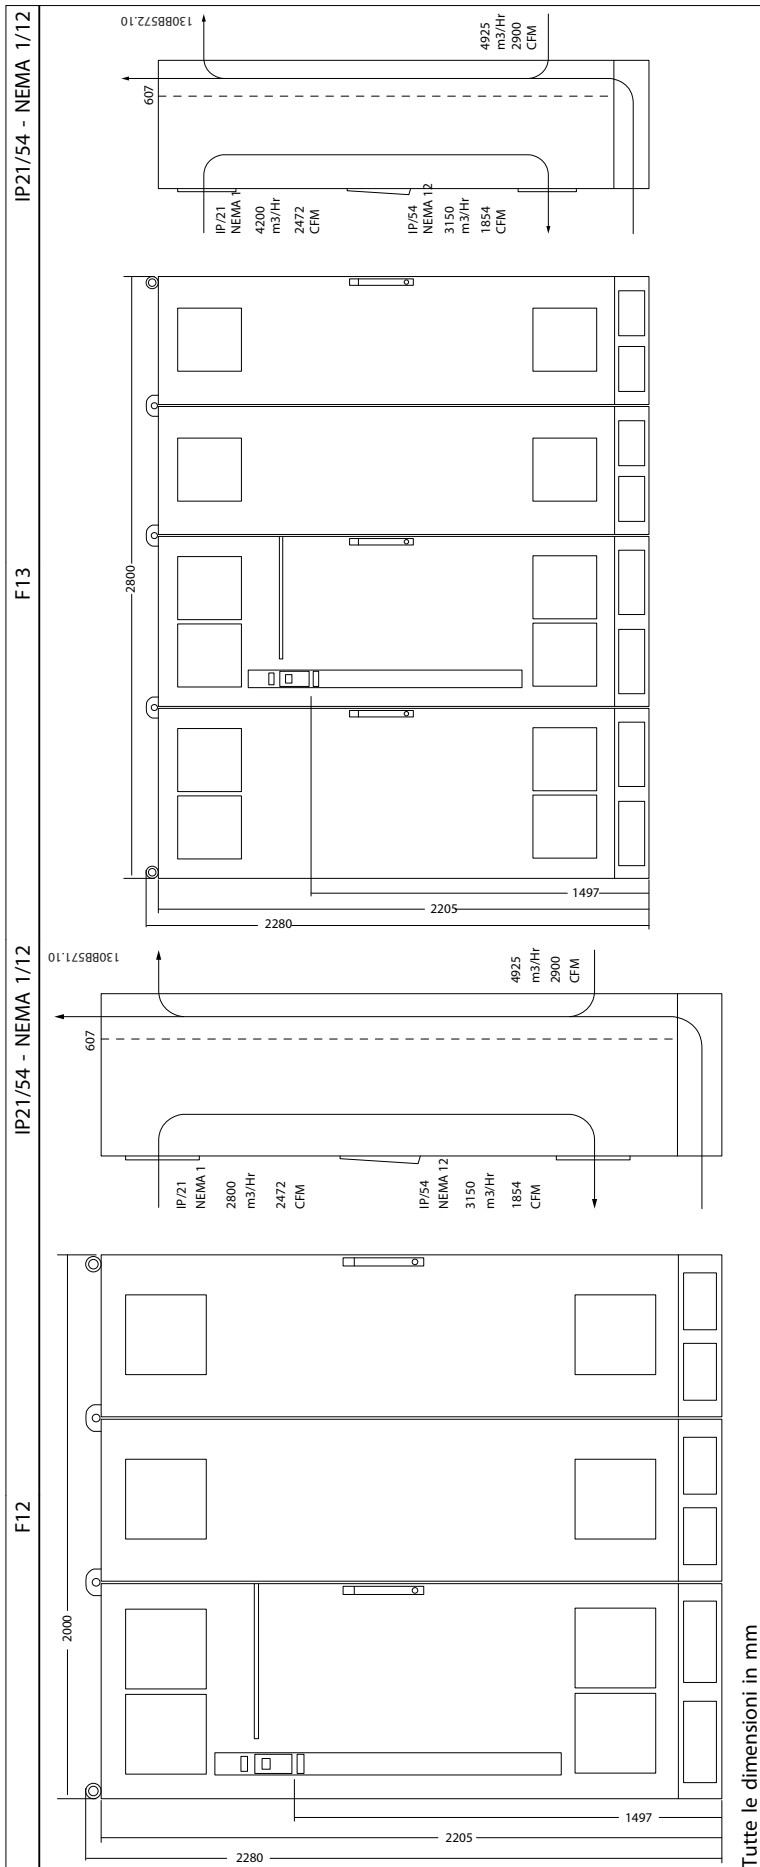 F12
IP21/54 - NEMA 1/12
F13
IP21/54 - NEMA 1/12
2000
1497
2205
2280
130BB571.10
607
4925
m3/Hr
2900
CFM
IP/21
NEMA 1
2800
m3/Hr
2472
CFM
IP/54
NEMA 12
3150
m3/Hr
1854
CFM
2800
1497
2205
2280
130BB572.10
607
4925
m3/Hr
2900
CFM
IP/21
NEMA 1
4200
m3/Hr
2472
CFM
IP/54
NEMA 12
3150
m3/Hr
1854
CFM
Tutte le dimensioni in mm